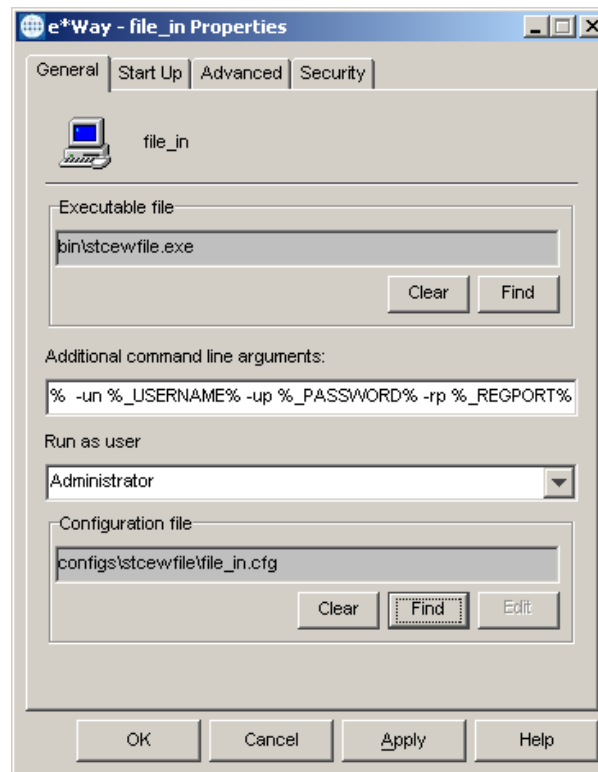 e*Way - file_in Properties
General Start Up Advanced Security
file_in
Executable file
bin\stcewfile.exe
Clear Find
Additional command line arguments:
% -un %_USERNAME% -up %_PASSWORD% -rp %_REGPORT%
Run as user
Administrator
Configuration file
configs\stcewfile\file_in.cfg
Clear Find Edit
OK Cancel Apply Help